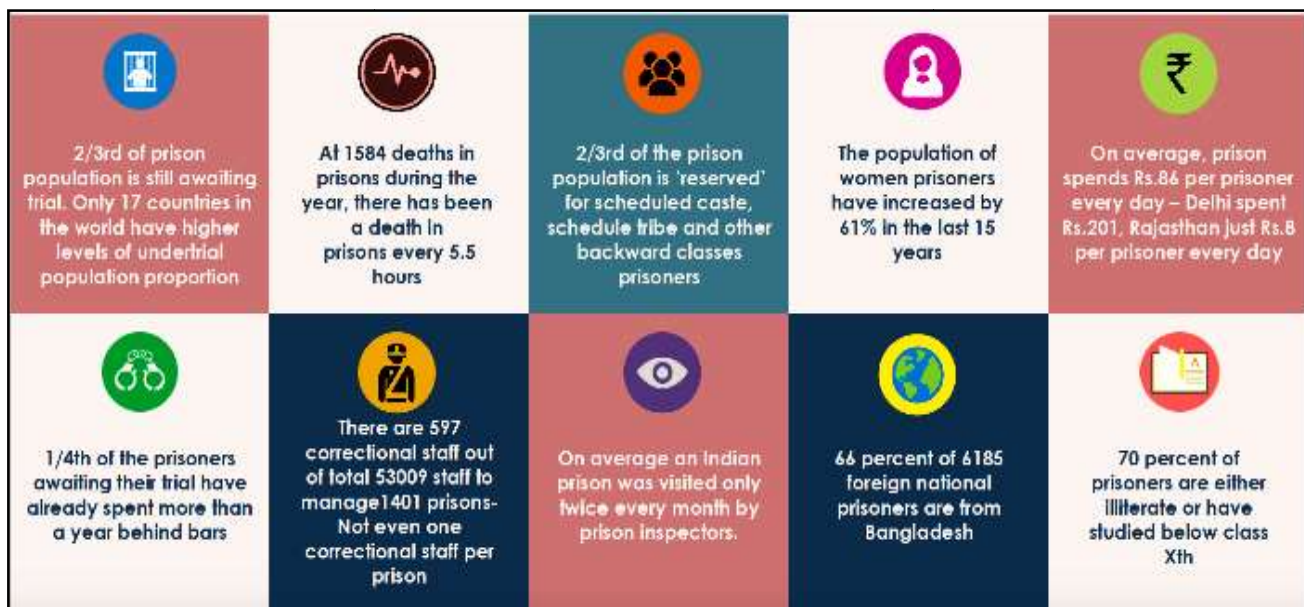 2/3rd of prison
population is still awaiting
trial. Only 17 countries in
the world have higher
levels of undertrial
population proportion
At 1584 deaths in
prisons during the
year, there has been
a death in
prisons every 5.5
hours
2/3rd of the prison
population is 'reserved'
for scheduled caste,
schedule tribe and other
backward classes
prisoners
The population of
women prisoners
have increased by
61% in the last 15
years
₹
On average, prison
spends Rs.86 per prisoner
every day – Delhi spent
Rs.201, Rajasthan just Rs.8
per prisoner every day
1/4th of the prisoners
awaiting their trial have
already spent more than
a year behind bars
There are 597
correctional staff out
of total 53009 staff to
manage1401 prisons-
Not even one
correctional staff per
prison
On average an Indian
prison was visited only
twice every month by
prison inspectors.
66 percent of 6185
foreign national
prisoners are from
Bangladesh
A
70 percent of
prisoners are either
illiterate or have
studied below class
Xth